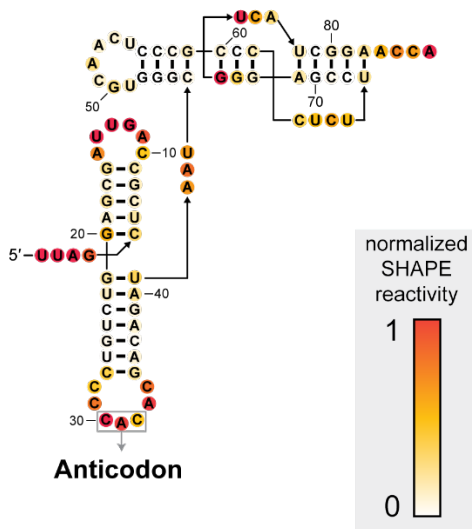 U C A
60
80
A A C U C C C G C C C U C G G A A C C A
C A G U G G G C G G G A G C C U
50
70
C U C U
U U G A
A C
10
G C
C G
G C
A U
20
G C
U
A
A
5′
U U A G
G U
40
U A
C G
U A
G C
U A
C G
C C
C A
30
C A C
Anticodon
normalized
SHAPE
reactivity
1
0